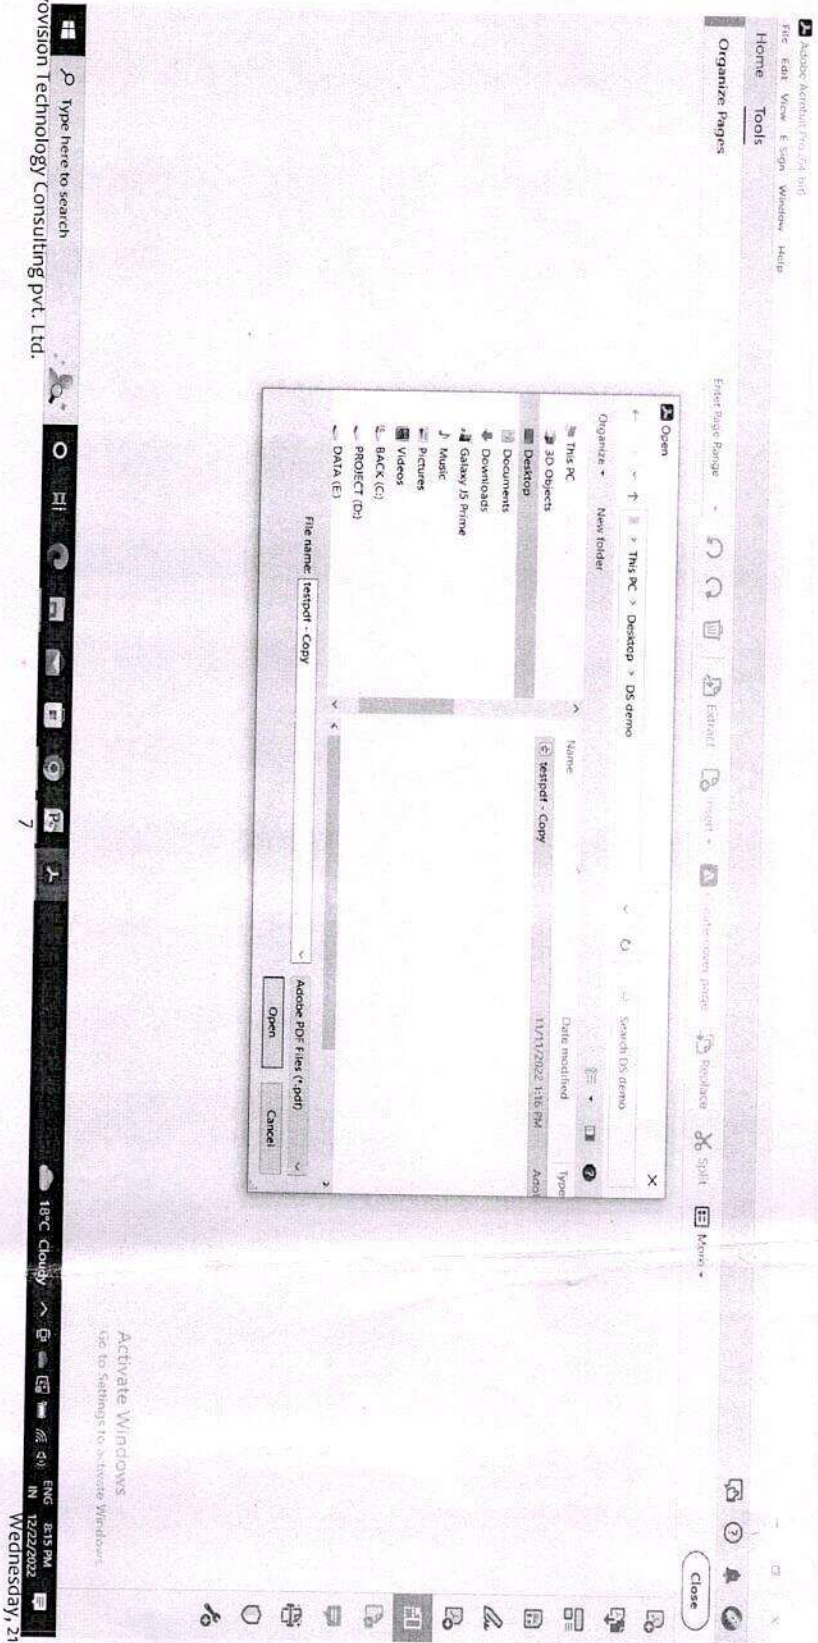 Adobe Acrobat Pro (64-bit)
File Edit View E-Sign Window Help
Home Tools
Organize Pages
Enter Page Range
Extract
Insert
Replace
Split
More
Close
Open
This PC > Desktop > DS demo
Search DS demo
Organize
New folder
This PC
3D Objects
Desktop
Documents
Downloads
Galaxy J5 Prime
Music
Pictures
Videos
BACK (C:)
PROJECT (D:)
DATA (E:)
Name
Date modified
Type
testpdf - Copy
11/11/2022 1:16 PM
Ado
File name: testpdf - Copy
Adobe PDF Files (*.pdf)
Open
Cancel
Activate Windows
Go to Settings to activate Windows.
Type here to search
18°C Cloudy
ENG
IN
8:15 PM
12/22/2022
ovision Technology Consulting pvt. Ltd.
7
Wednesday, 21